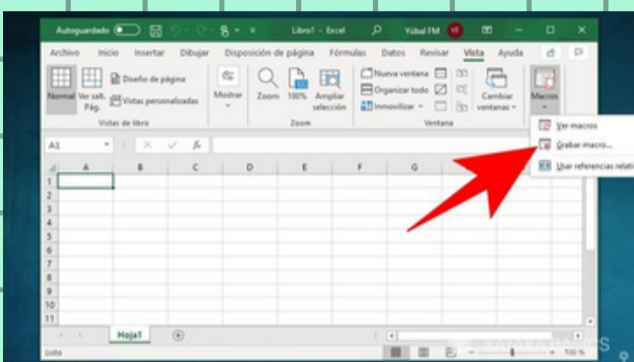 Autoguardado Libro1 - Excel Yúbal FM YF
Archivo Inicio Insertar Dibujar Disposición de página Fórmulas Datos Revisar Vista Ayuda
Normal Ver salt. Pág. Diseño de página Vistas personalizadas Mostrar Zoom 100% Ampliar selección Nueva ventana Organizar todo Inmovilizar Cambiar ventanas Macros
Vistas de libro Zoom Ventana
Ver macros
Grabar macro...
Usar referencias relati
A1 fx
A B C D E F G
1
2
3
4
5
6
7
8
9
10
11
Hoja1
Listo 100 %
XATAKA BASICS